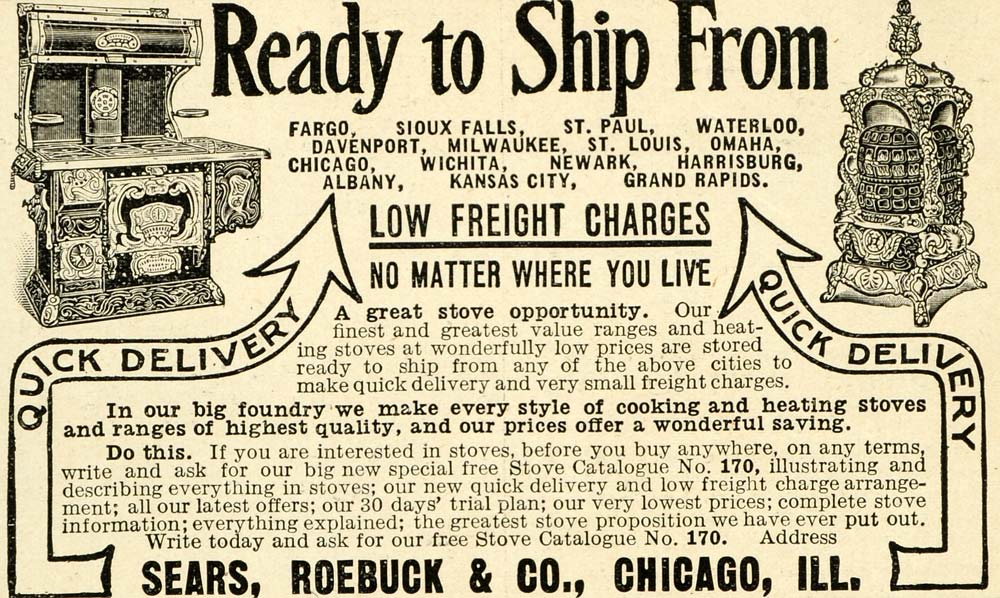 Ready to Ship From
FARGO, SIOUX FALLS, ST. PAUL, WATERLOO,
DAVENPORT, MILWAUKEE, ST. LOUIS, OMAHA,
CHICAGO, WICHITA, NEWARK, HARRISBURG,
ALBANY, KANSAS CITY, GRAND RAPIDS.
LOW FREIGHT CHARGES
NO MATTER WHERE YOU LIVE
QUICK DELIVERY
QUICK DELIVERY
A great stove opportunity. Our
finest and greatest value ranges and heat-
ing stoves at wonderfully low prices are stored
ready to ship from any of the above cities to
make quick delivery and very small freight charges.
In our big foundry we make every style of cooking and heating stoves
and ranges of highest quality, and our prices offer a wonderful saving.
Do this. If you are interested in stoves, before you buy anywhere, on any terms,
write and ask for our big new special free Stove Catalogue No. 170, illustrating and
describing everything in stoves; our new quick delivery and low freight charge arrange-
ment; all our latest offers; our 30 days' trial plan; our very lowest prices; complete stove
information; everything explained; the greatest stove proposition we have ever put out.
Write today and ask for our free Stove Catalogue No. 170. Address
SEARS, ROEBUCK & CO., CHICAGO, ILL.